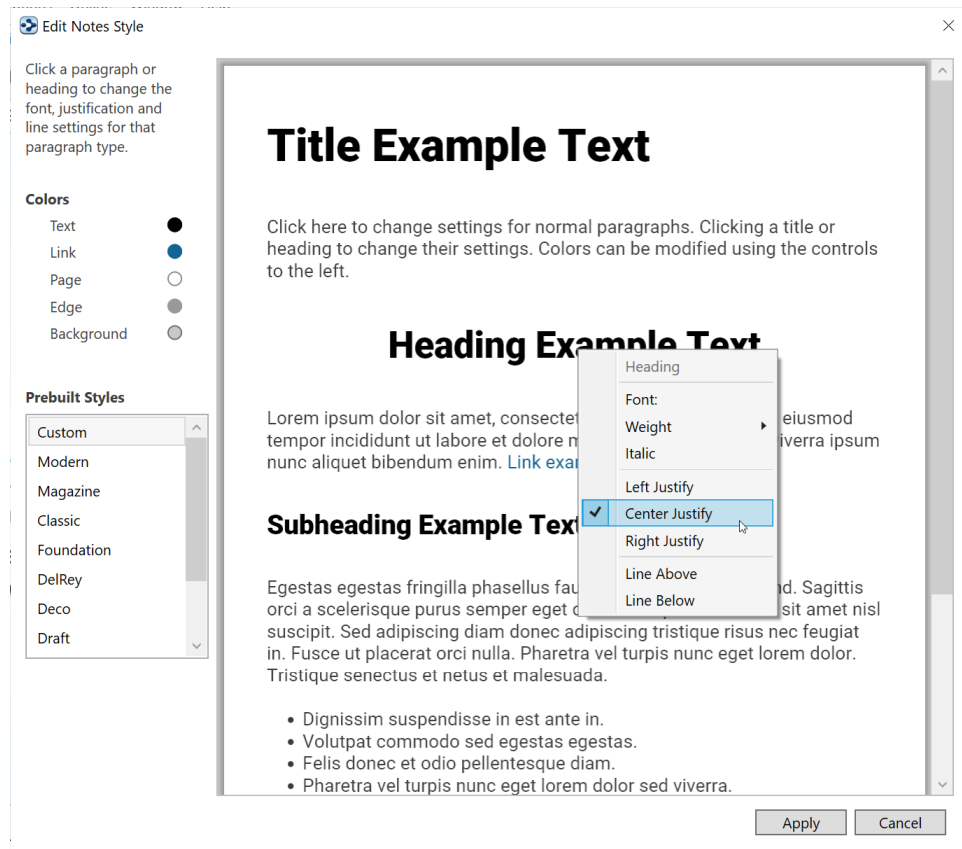 Edit Notes Style
Click a paragraph or
heading to change the
font, justification and
line settings for that
paragraph type.
Colors
Text
Link
Page
Edge
Background
Prebuilt Styles
Custom
Modern
Magazine
Classic
Foundation
DelRey
Deco
Draft
Title Example Text
Click here to change settings for normal paragraphs. Clicking a title or
heading to change their settings. Colors can be modified using the controls
to the left.
Heading Example Text
Lorem ipsum dolor sit amet, eiusmod
tempor incididunt ut labore et dolore viverra ipsum
nunc aliquet bibendum enim. Link
Subheading Example Text
Egestas egestas fringilla phasellus Sagittis
orci a scelerisque purus semper eget sit amet nisl
suscipit. Sed adipiscing diam donec adipiscing tristique risus nec feugiat
in. Fusce ut placerat orci nulla. Pharetra vel turpis nunc eget lorem dolor.
Tristique senectus et netus et malesuada.
• Dignissim suspendisse in est ante in.
• Volutpat commodo sed egestas egestas.
• Felis donec et odio pellentesque diam.
• Pharetra vel turpis nunc eget lorem dolor sed viverra.
Heading
Font:
Weight
Italic
Left Justify
Center Justify
Right Justify
Line Above
Line Below
Apply
Cancel